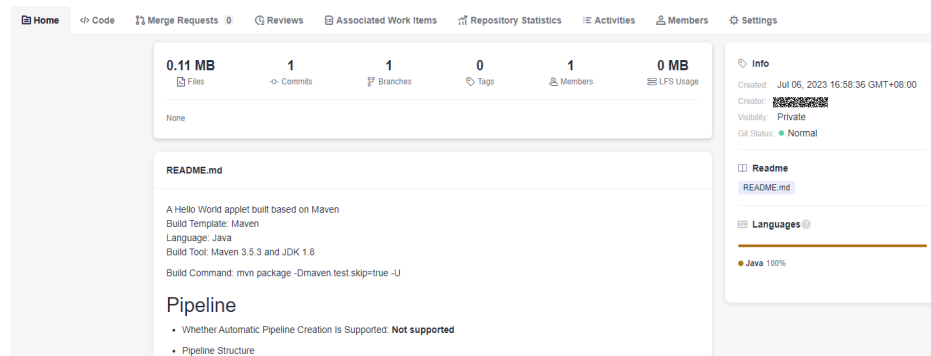 Home Code Merge Requests 0 Reviews Associated Work Items Repository Statistics Activities Members Settings
0.11 MB 1 1 0 1 0 MB
Files Commits Branches Tags Members LFS Usage
None
README.md
A Hello World applet built based on Maven
Build Template: Maven
Language: Java
Build Tool: Maven 3.5.3 and JDK 1.8
Build Command: mvn package -Dmaven.test.skip=true -U
Pipeline
• Whether Automatic Pipeline Creation Is Supported: Not supported
• Pipeline Structure
Info
Created: Jul 06, 2023 16:58:36 GMT+08:00
Creator:
Visibility: Private
Git Status: Normal
Readme
README.md
Languages
Java 100%